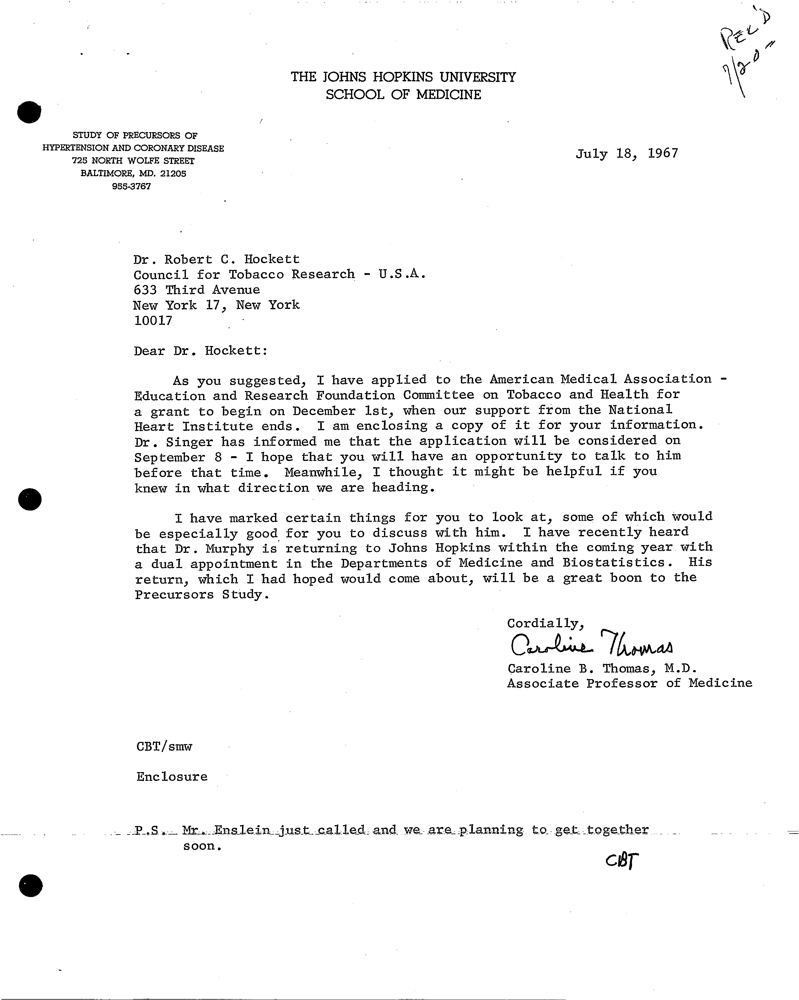 REC'D
7/20
THE JOHNS HOPKINS UNIVERSITY
SCHOOL OF MEDICINE
STUDY OF PRECURSORS OF
HYPERTENSION AND CORONARY DISEASE
725 NORTH WOLFE STREET
BALTIMORE, MD. 21205
955-3767
July 18, 1967
Dr. Robert C. Hockett
Council for Tobacco Research - U.S.A.
633 Third Avenue
New York 17, New York
10017
Dear Dr. Hockett:
As you suggested, I have applied to the American Medical Association -
Education and Research Foundation Committee on Tobacco and Health for
a grant to begin on December 1st, when our support from the National
Heart Institute ends. I am enclosing a copy of it for your information.
Dr. Singer has informed me that the application will be considered on
September 8 - I hope that you will have an opportunity to talk to him
before that time. Meanwhile, I thought it might be helpful if you
knew in what direction we are heading.
I have marked certain things for you to look at, some of which would
be especially good for you to discuss with him. I have recently heard
that Dr. Murphy is returning to Johns Hopkins within the coming year with
a dual appointment in the Departments of Medicine and Biostatistics. His
return, which I had hoped would come about, will be a great boon to the
Precursors Study.
Cordially,
Caroline Thomas
Caroline B. Thomas, M.D.
Associate Professor of Medicine
CBT/smw
Enclosure
P.S. Mr. Enslein just called and we are planning to get together
soon.
CBT